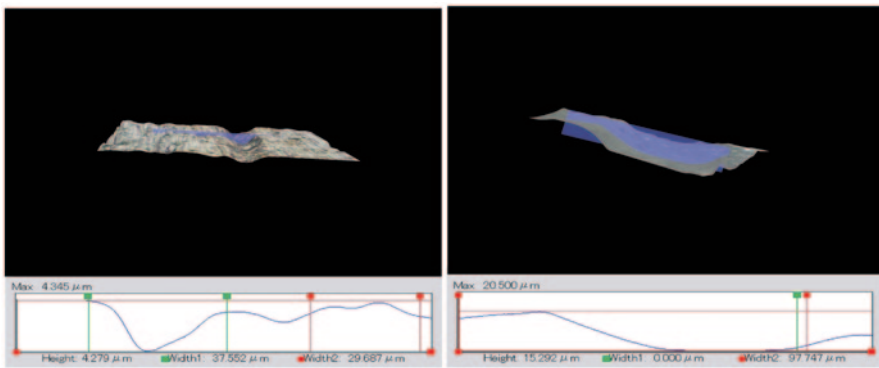 Max: 4.345 μm
Height: 4.279 μm Width1: 37.552 μm Width2: 29.687 μm
Max: 20.500 μm
Height: 15.292 μm Width1 0.000 μm Width2: 97.747 μm